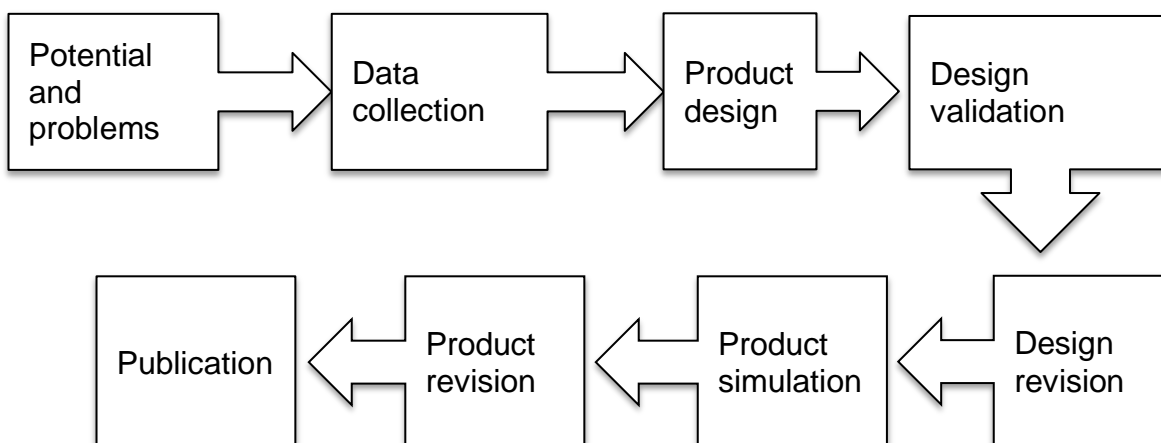 Potential
and
problems
Data
collection
Product
design
Design
validation
Design
revision
Product
simulation
Product
revision
Publication